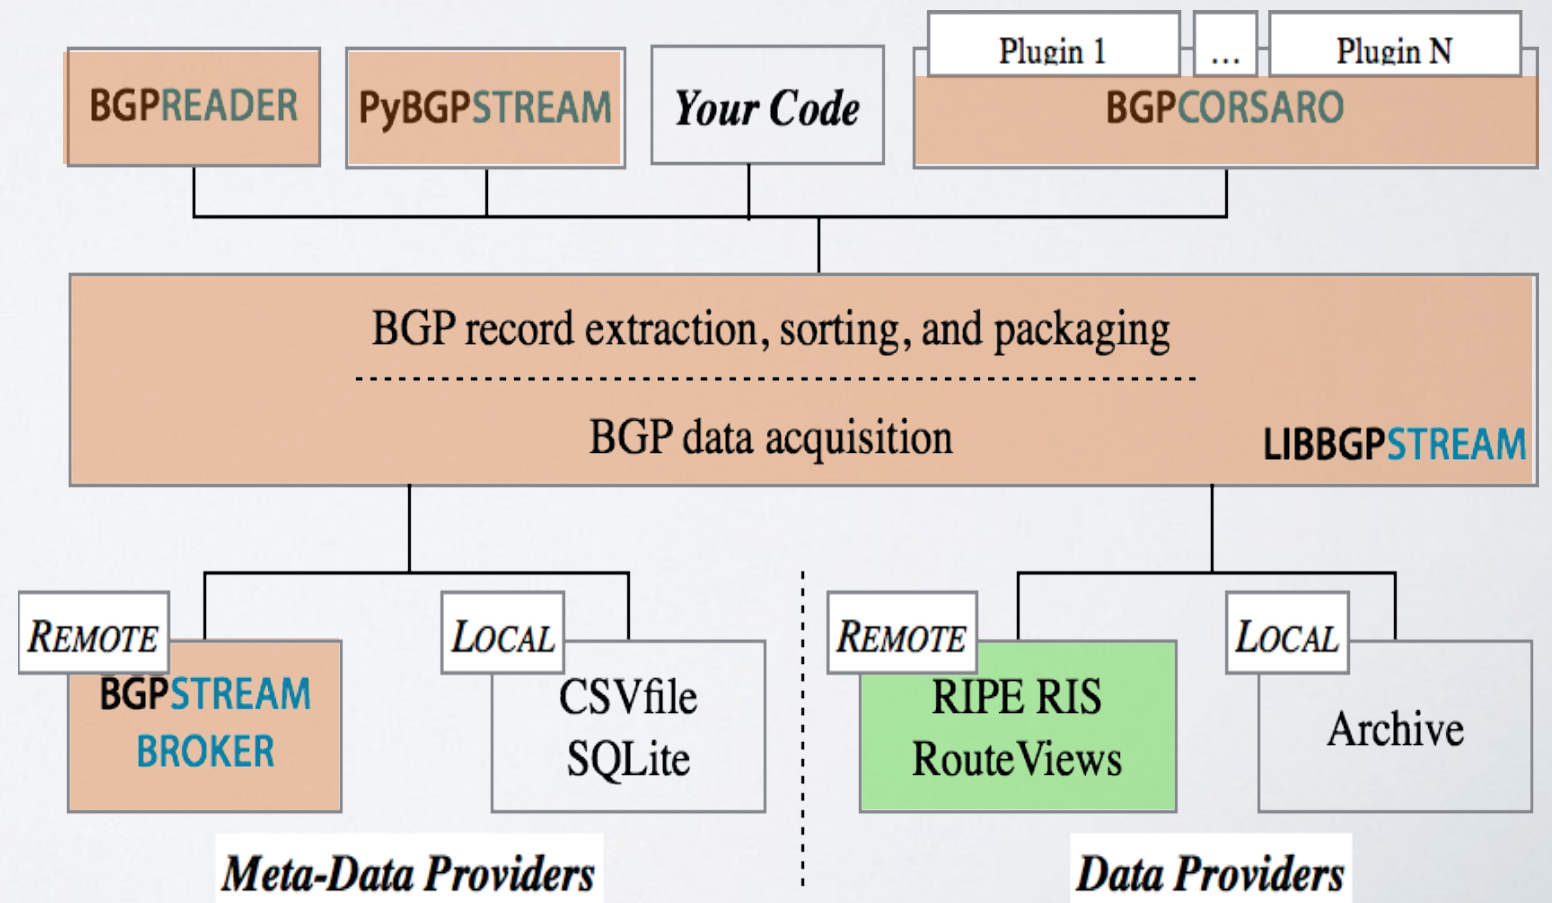 Plugin 1
...
Plugin N
BGPREADER
PyBGPSTREAM
Your Code
BGPCORSARO
BGP record extraction, sorting, and packaging
BGP data acquisition
LIBBGPSTREAM
REMOTE
BGPSTREAM
BROKER
LOCAL
CSVfile
SQLite
REMOTE
RIPE RIS
RouteViews
LOCAL
Archive
Meta-Data Providers
Data Providers